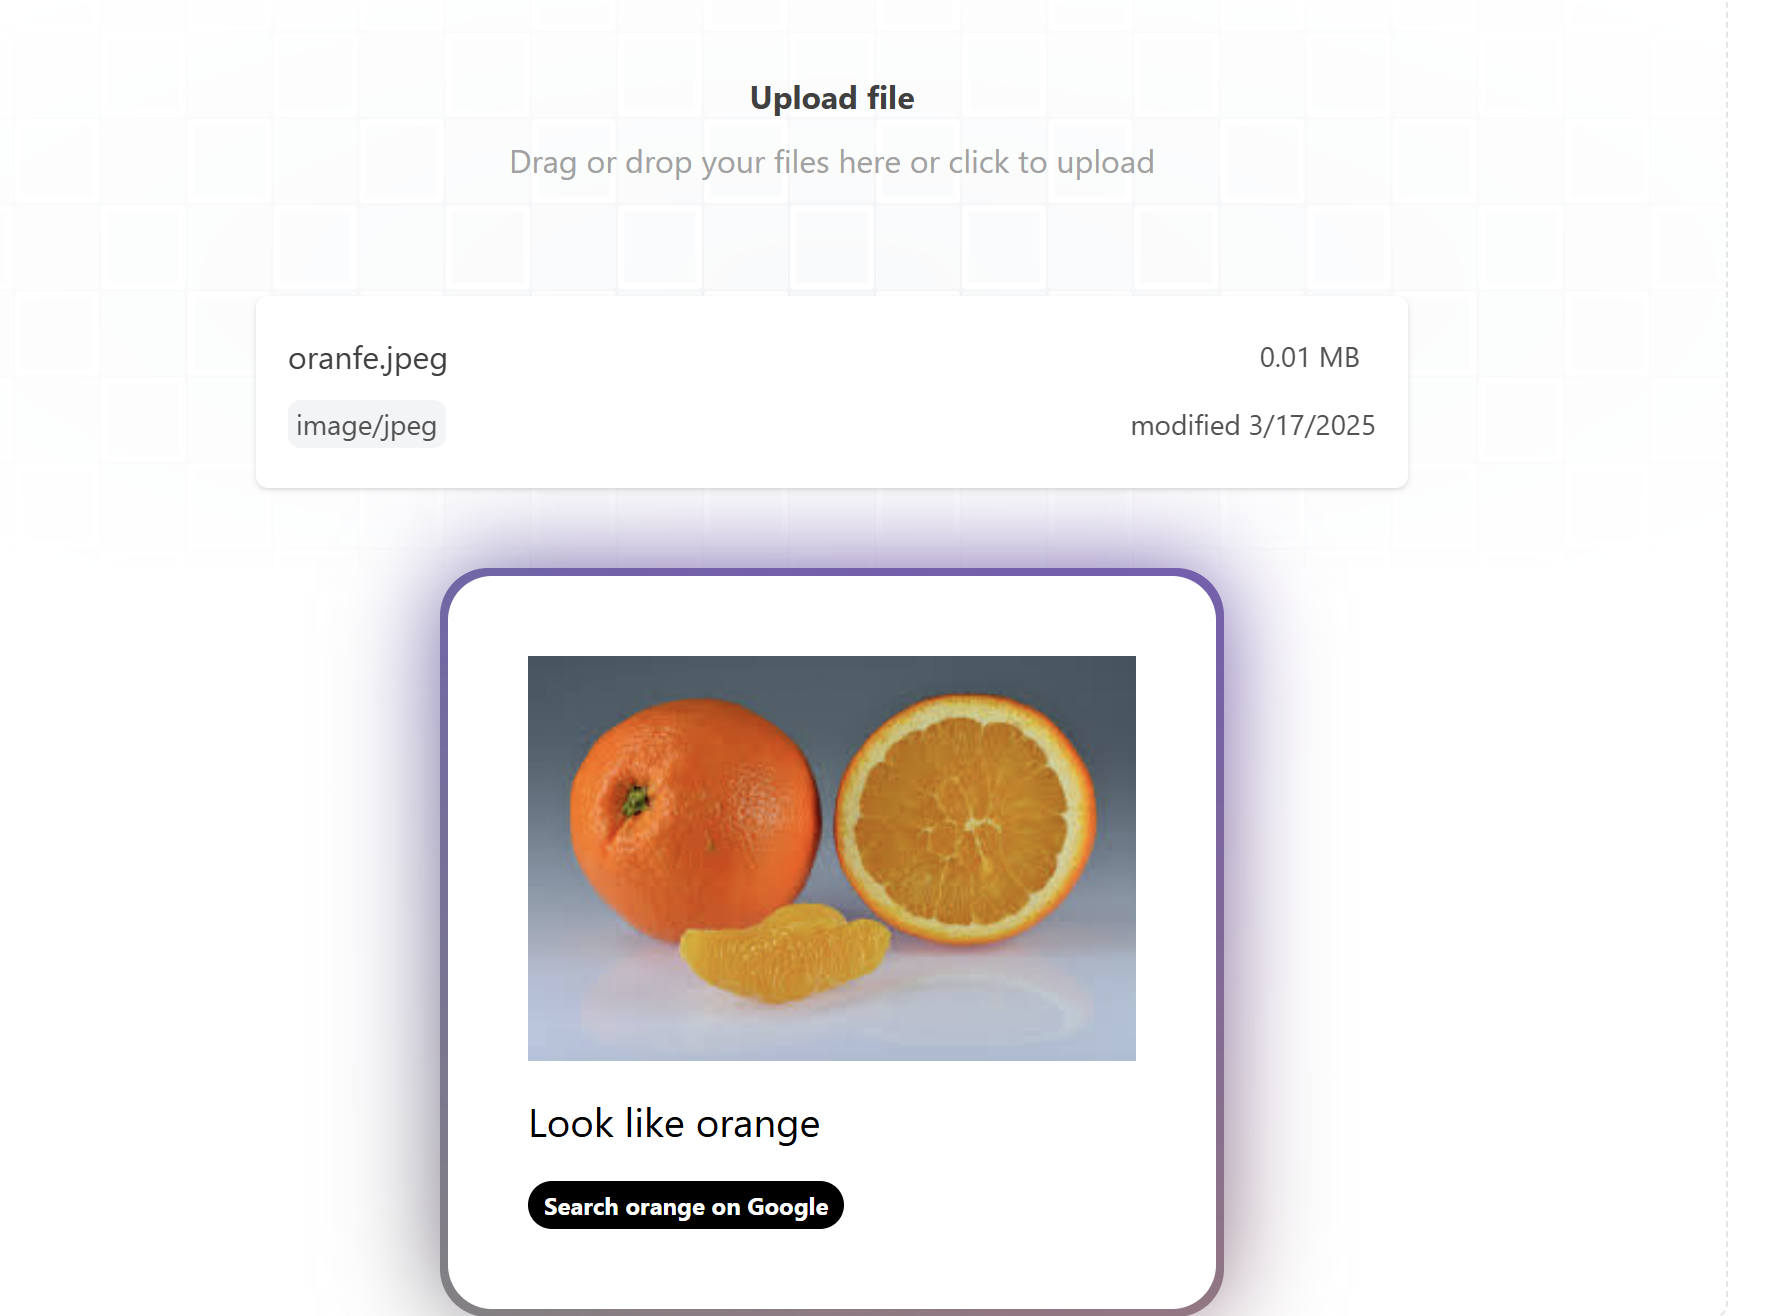 Upload file
Drag or drop your files here or click to upload
oranfe.jpeg
0.01 MB
image/jpeg
modified 3/17/2025
Look like orange
Search orange on Google